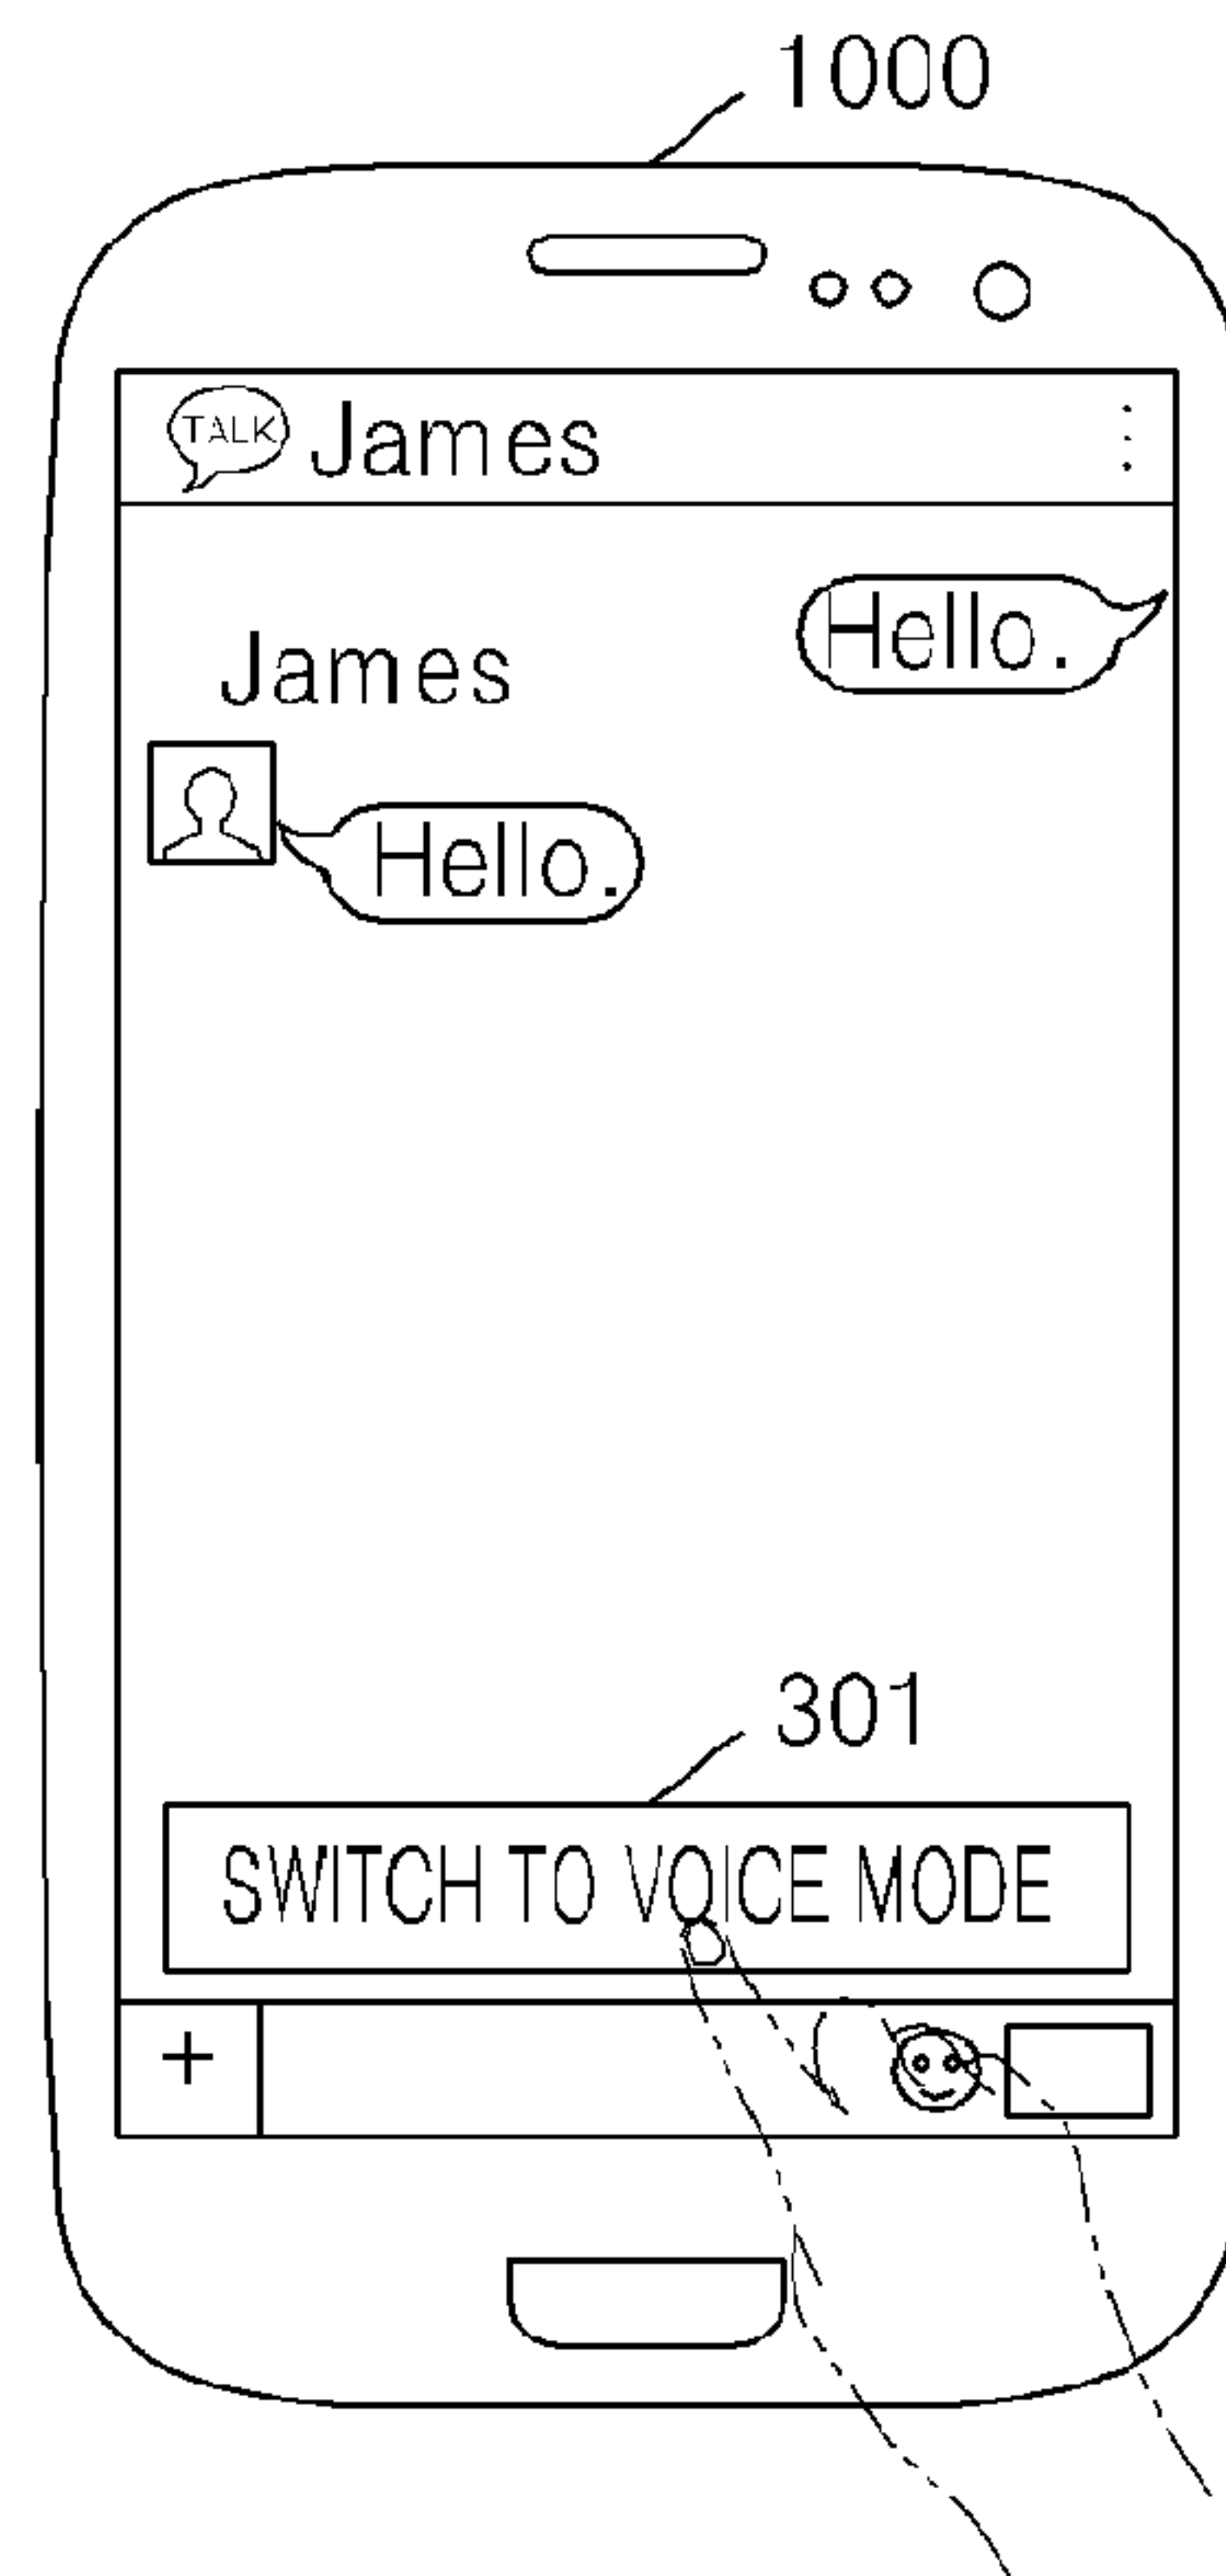 1000
TALK James
Hello.
James
Hello.
301
SWITCH TO VOICE MODE
+